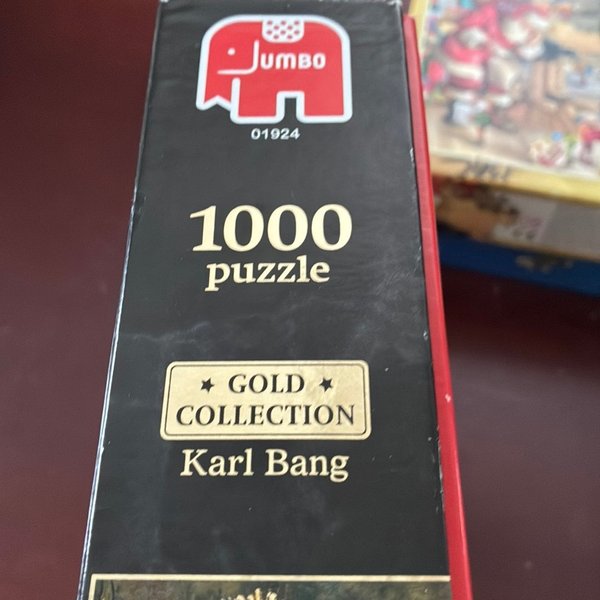 JUMBO
01924
1000
puzzle
GOLD
COLLECTION
Karl Bang